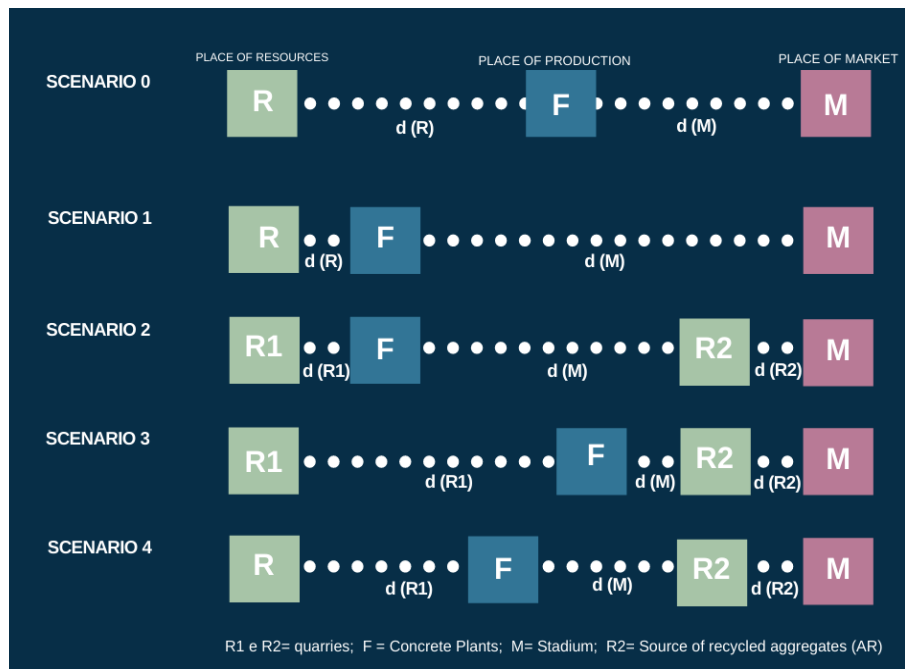 PLACE OF RESOURCES
PLACE OF PRODUCTION
PLACE OF MARKET
SCENARIO 0
R
F
M
d (R)
d (M)
SCENARIO 1
R
F
M
d (R)
d (M)
SCENARIO 2
R1
F
R2
M
d (R1)
d (M)
d (R2)
SCENARIO 3
R1
F
R2
M
d (R1)
d (M)
d (R2)
SCENARIO 4
R
F
R2
M
d (R1)
d (M)
d (R2)
R1 e R2= quarries; F = Concrete Plants; M= Stadium; R2= Source of recycled aggregates (AR)